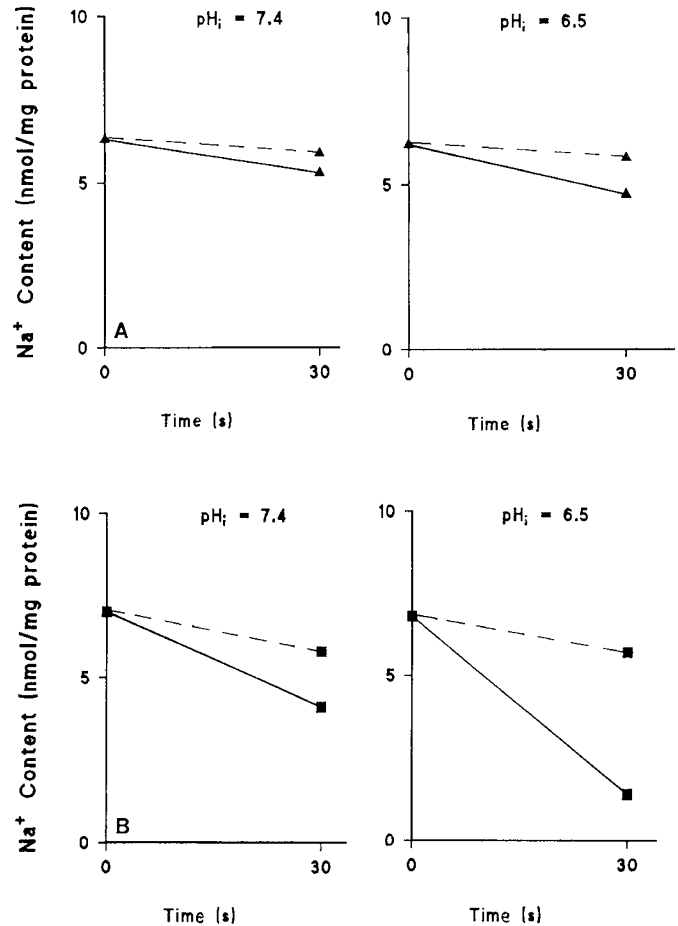 pHi = 7.4
pHi = 6.5
Na+ Content (nmol/mg protein)
10
5
0
A
0
30
Time (s)
10
5
0
0
30
Time (s)
pHi = 7.4
pHi = 6.5
Na+ Content (nmol/mg protein)
10
5
0
B
0
30
Time (s)
10
5
0
0
30
Time (s)